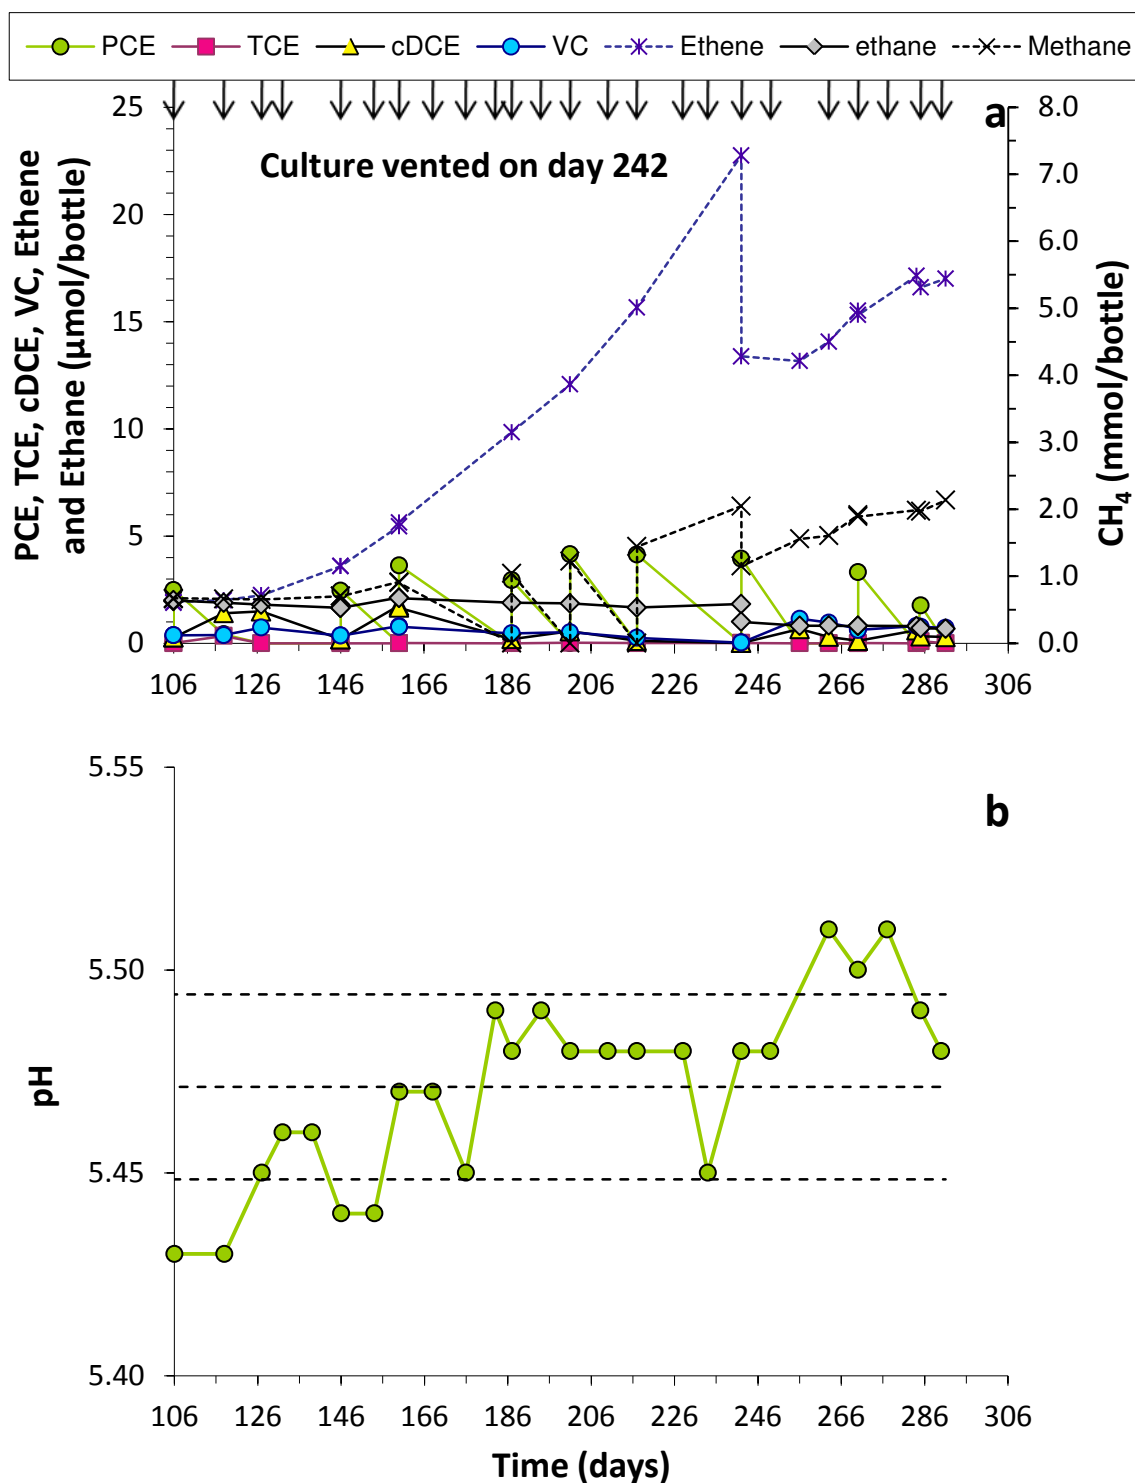 PCE TCE cDCE VC Ethene ethane Methane
a
Culture vented on day 242
PCE, TCE, cDCE, VC, Ethene
and Ethane (µmol/bottle)
25
20
15
10
5
0
8.0
7.0
6.0
5.0
4.0
3.0
2.0
1.0
0.0
CH4 (mmol/bottle)
106 126 146 166 186 206 226 246 266 286 306
b
pH
5.55
5.50
5.45
5.40
106 126 146 166 186 206 226 246 266 286 306
Time (days)